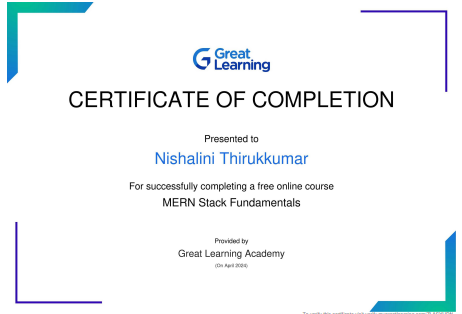 Great
Learning
CERTIFICATE OF COMPLETION
Presented to
Nishalini Thirukkumar
For successfully completing a free online course
MERN Stack Fundamentals
Provided by
Great Learning Academy
(On April 2024)